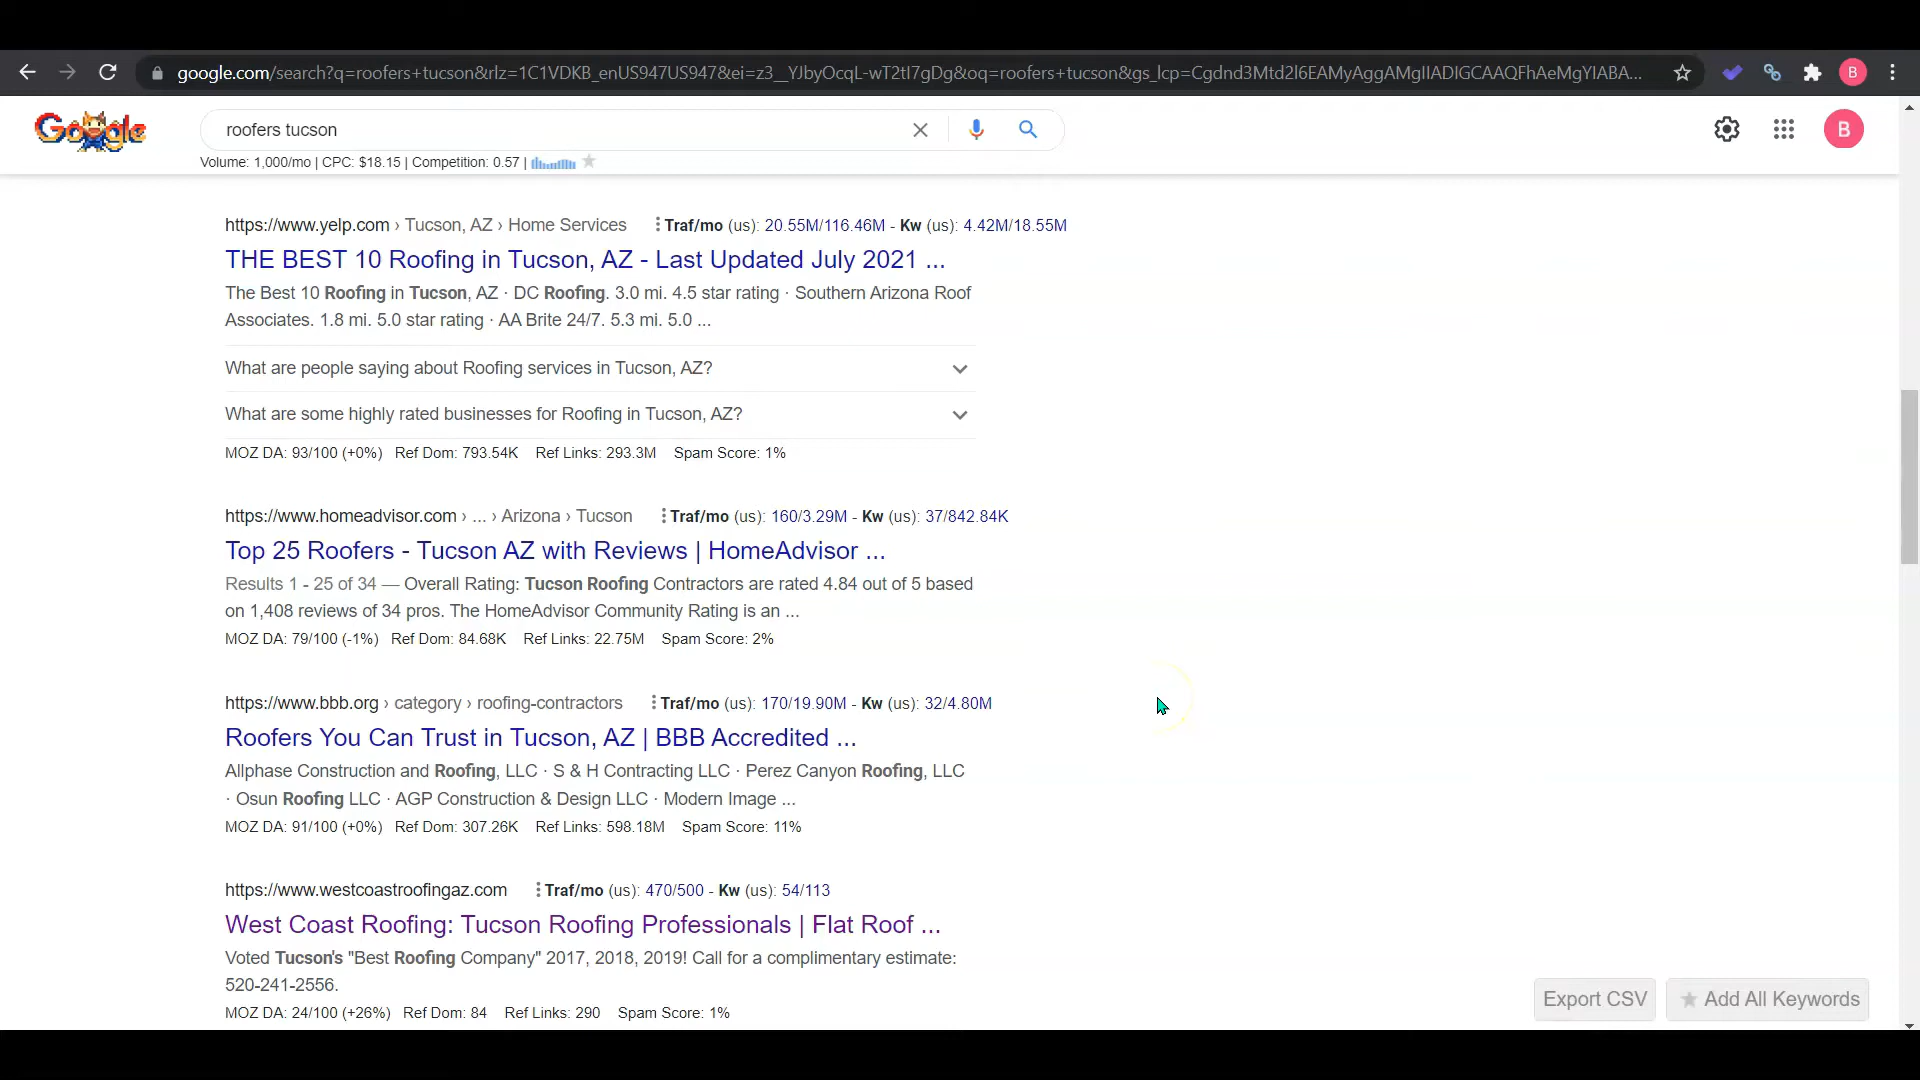 google.com/search?q=roofers+tucson&rlz=1C1VDKB_enUS947US947&ei=z3__YJbyOcqL-wT2tI7gDg&oq=roofers+tucson&gs_lcp=Cgdnd3Mtd2l6EAMyAggAMgIIADIGCAAQFhAeMgYIABA...
B
Google
roofers tucson
B
Volume: 1,000/mo | CPC: $18.15 | Competition: 0.57 |
https://www.yelp.com › Tucson, AZ › Home Services Traf/mo (us): 20.55M/116.46M - Kw (us): 4.42M/18.55M
THE BEST 10 Roofing in Tucson, AZ - Last Updated July 2021 ...
The Best 10 Roofing in Tucson, AZ · DC Roofing. 3.0 mi. 4.5 star rating · Southern Arizona Roof
Associates. 1.8 mi. 5.0 star rating · AA Brite 24/7. 5.3 mi. 5.0 ...
What are people saying about Roofing services in Tucson, AZ?
What are some highly rated businesses for Roofing in Tucson, AZ?
MOZ DA: 93/100 (+0%) Ref Dom: 793.54K Ref Links: 293.3M Spam Score: 1%
https://www.homeadvisor.com › ... › Arizona › Tucson Traf/mo (us): 160/3.29M - Kw (us): 37/842.84K
Top 25 Roofers - Tucson AZ with Reviews | HomeAdvisor ...
Results 1 - 25 of 34 — Overall Rating: Tucson Roofing Contractors are rated 4.84 out of 5 based
on 1,408 reviews of 34 pros. The HomeAdvisor Community Rating is an ...
MOZ DA: 79/100 (-1%) Ref Dom: 84.68K Ref Links: 22.75M Spam Score: 2%
https://www.bbb.org › category › roofing-contractors Traf/mo (us): 170/19.90M - Kw (us): 32/4.80M
Roofers You Can Trust in Tucson, AZ | BBB Accredited ...
Allphase Construction and Roofing, LLC · S & H Contracting LLC · Perez Canyon Roofing, LLC
· Osun Roofing LLC · AGP Construction & Design LLC · Modern Image ...
MOZ DA: 91/100 (+0%) Ref Dom: 307.26K Ref Links: 598.18M Spam Score: 11%
https://www.westcoastroofingaz.com Traf/mo (us): 470/500 - Kw (us): 54/113
West Coast Roofing: Tucson Roofing Professionals | Flat Roof ...
Voted Tucson's "Best Roofing Company" 2017, 2018, 2019! Call for a complimentary estimate:
520-241-2556.
MOZ DA: 24/100 (+26%) Ref Dom: 84 Ref Links: 290 Spam Score: 1%
Export CSV
Add All Keywords